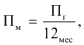 Пм = Пг / 12мес,